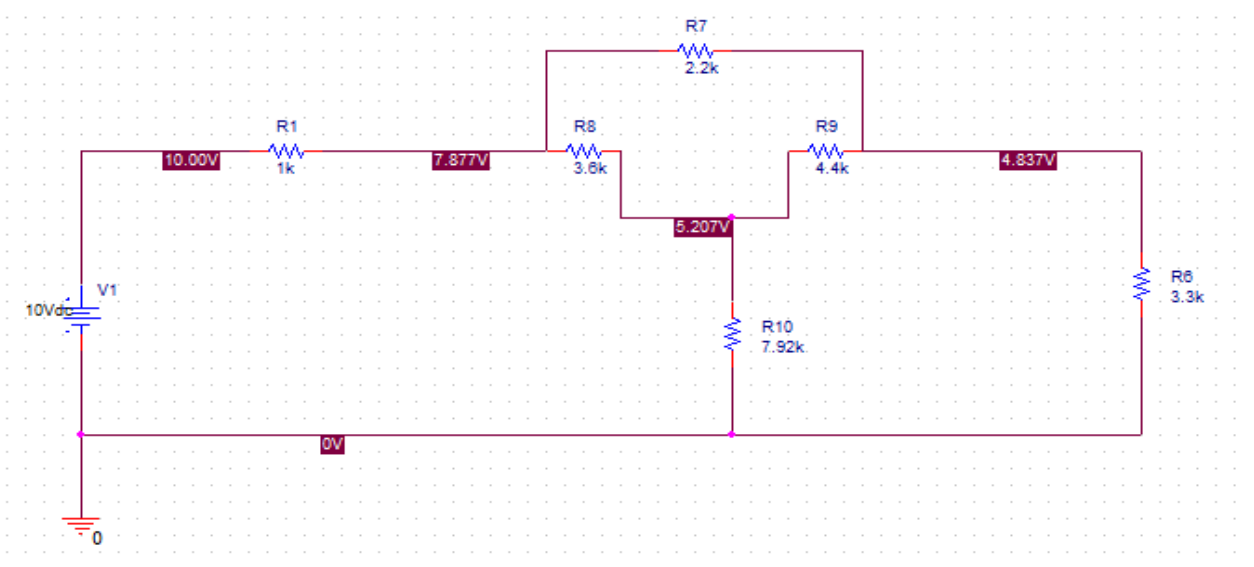 R7
2.2k
R1
R8
R9
10.00V
7.877V
4.837V
1k
3.6k
4.4k
5.207V
V1
10Vdc
R6
3.3k
R10
7.92k
0V
0